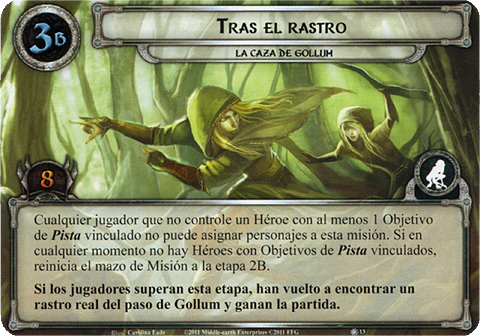 3B
TRAS EL RASTRO
LA CAZA DE GOLLUM
8
Cualquier jugador que no controle un Héroe con al menos 1 Objetivo
de Pista vinculado no puede asignar personajes a esta misión. Si en
cualquier momento no hay Héroes con Objetivos de Pista vinculados,
reinicia el mazo de Misión a la etapa 2B.
Si los jugadores superan esta etapa, han vuelto a encontrar un
rastro real del paso de Gollum y ganan la partida.
©2011 Middle-earth Enterprises ©2011 FFG
13